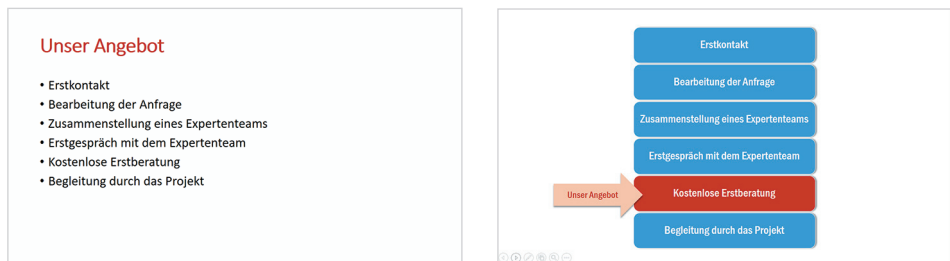 Unser Angebot
• Erstkontakt
• Bearbeitung der Anfrage
• Zusammenstellung eines Expertenteams
• Erstgespräch mit dem Expertenteam
• Kostenlose Erstberatung
• Begleitung durch das Projekt
Erstkontakt
Bearbeitung der Anfrage
Zusammenstellung eines Expertenteams
Erstgespräch mit dem Expertenteam
Unser Angebot
Kostenlose Erstberatung
Begleitung durch das Projekt